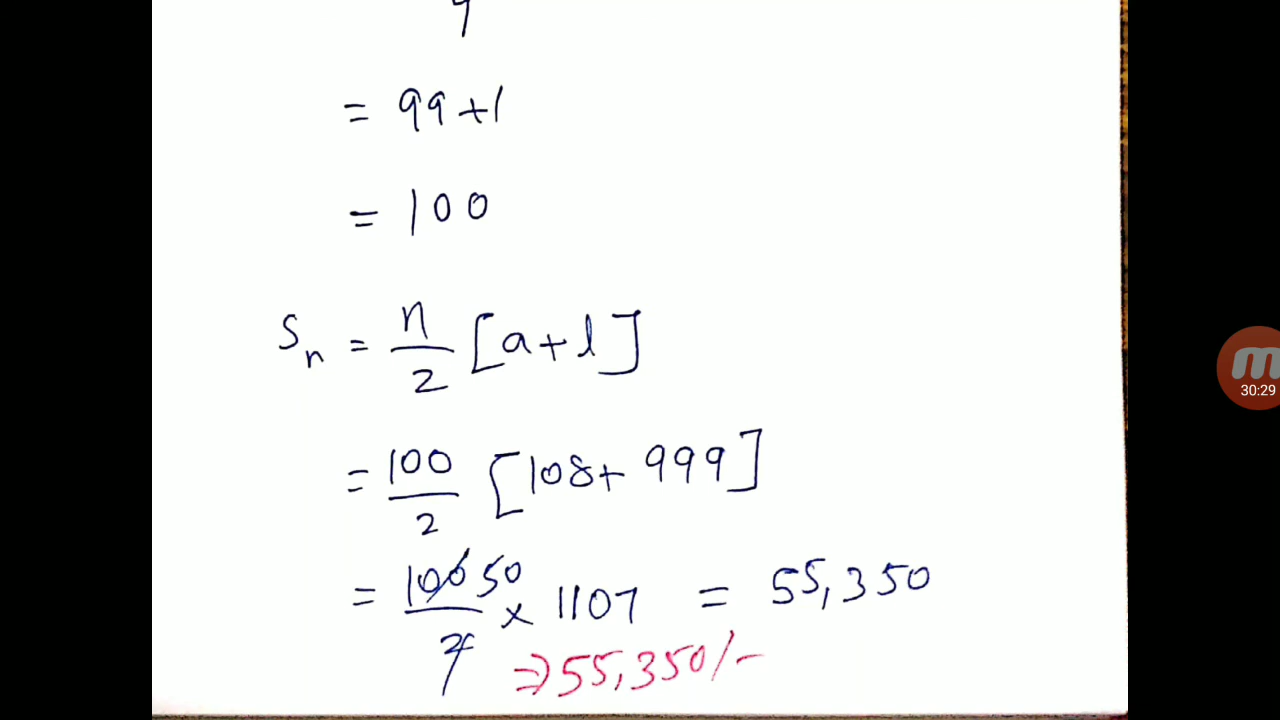 9
= 99+1
= 100
Sn = n/2 [a+l]
= 100/2 [108+ 999]
= 100 50/2 × 1107 = 55,350
⇒55,350/-
30:29